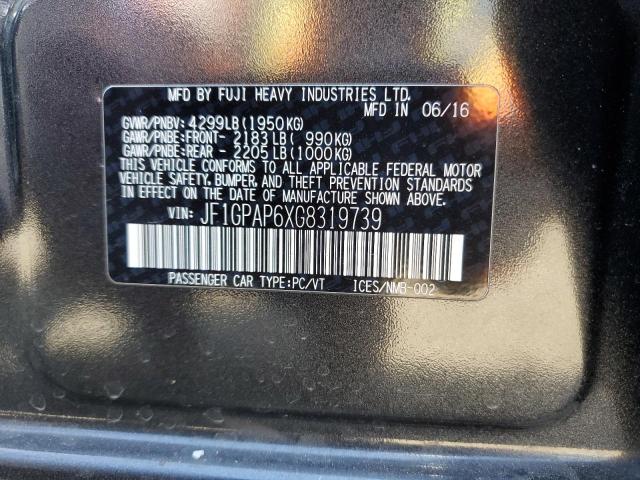 MFD BY FUJI HEAVY INDUSTRIES LTD.
MFD IN 06/16
GVWR/PNBV: 4299LB(1950KG)
GAWR/PNBE:FRONT- 2183LB( 990KG)
GAWR/PNBE:REAR - 2205LB(1000KG)
THIS VEHICLE CONFORMS TO ALL APPLICABLE FEDERAL MOTOR
VEHICLE SAFETY, BUMPER, AND THEFT PREVENTION STANDARDS
IN EFFECT ON THE DATE OF MANUFACTURE SHOWN ABOVE.
VIN: JF1GPAP6XG8319739
PASSENGER CAR TYPE:PC/VT ICES/NMB-002